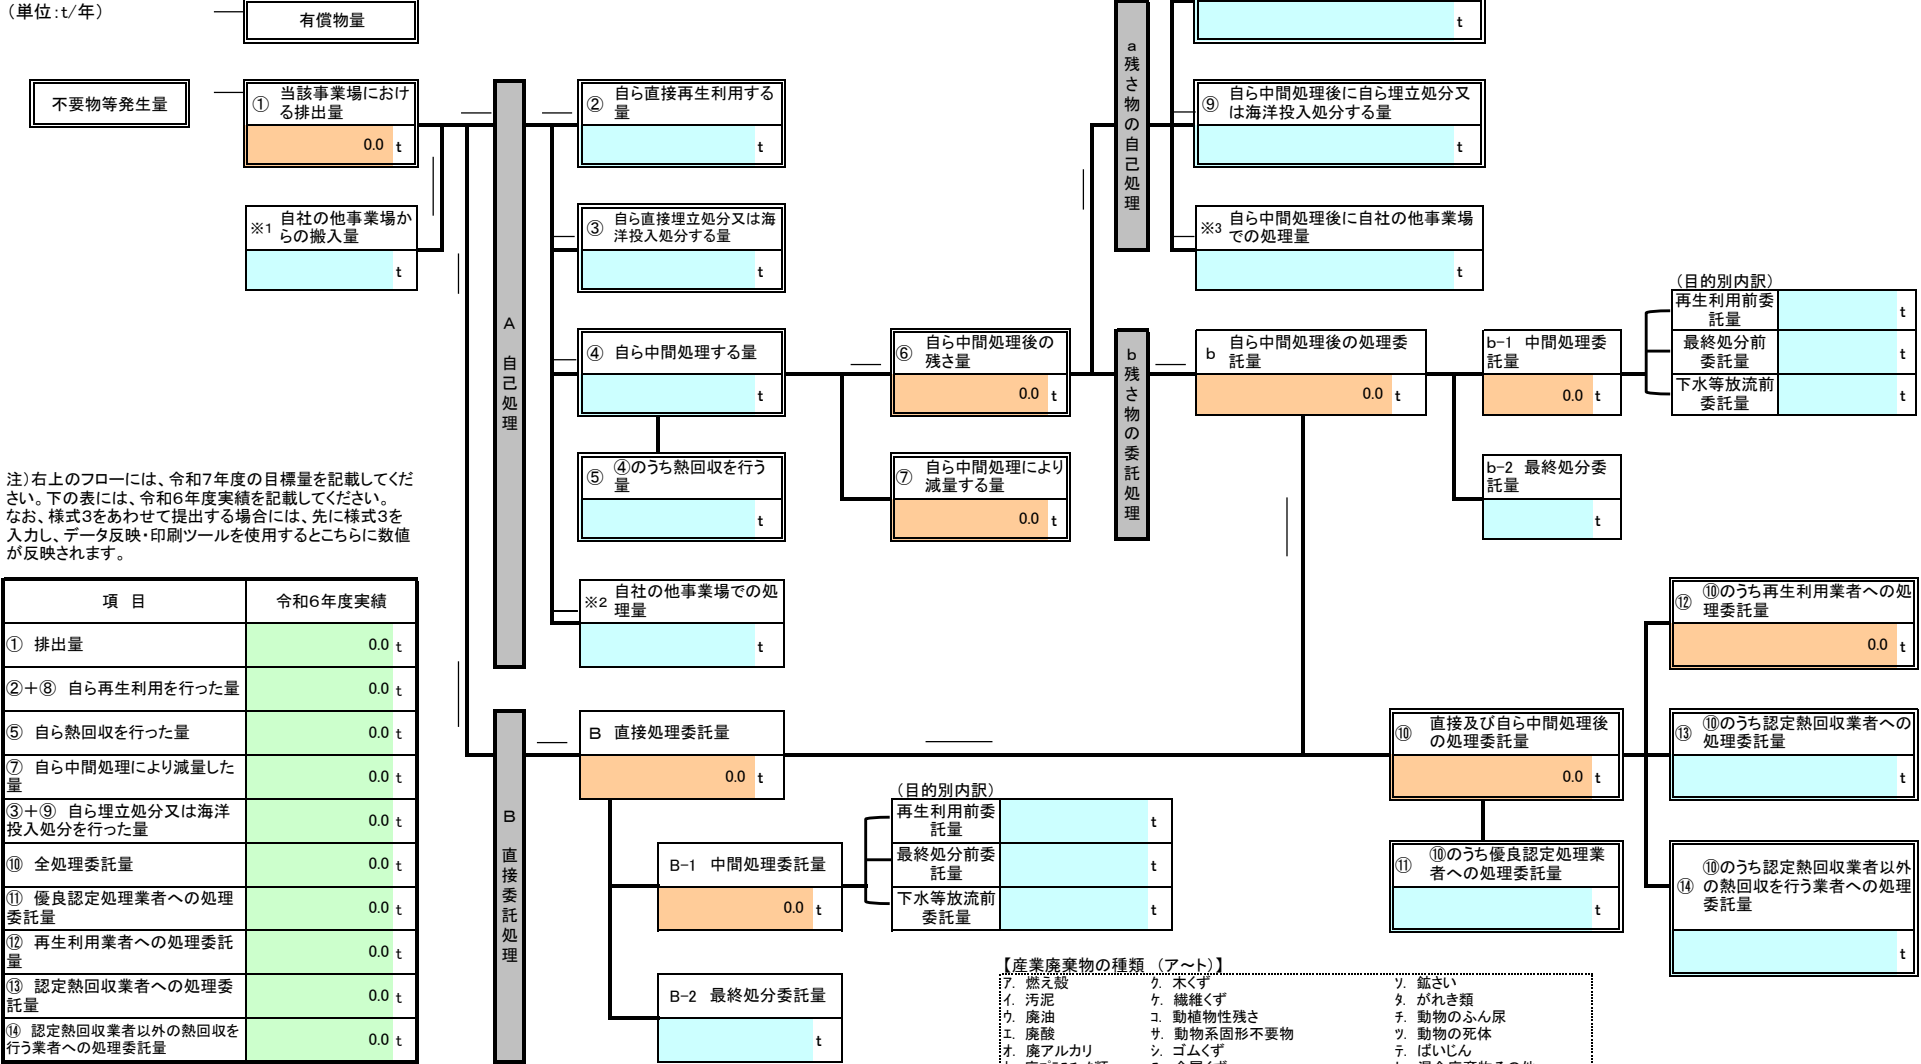 (単位:t/年)
有償物量
t
不要物等発生量
① 当該事業場におけ
る排出量
0.0 t
※1 自社の他事業場か
らの搬入量
t
A 自己処理
② 自ら直接再生利用する
量
t
③ 自ら直接埋立処分又は海
洋投入処分する量
t
④ 自ら中間処理する量
t
⑤ ④のうち熱回収を行う
量
t
※2 自社の他事業場での処
理量
t
⑥ 自ら中間処理後の
残さ量
0.0 t
⑦ 自ら中間処理により
減量する量
0.0 t
a残さ物の自己処理
⑨ 自ら中間処理後に自ら埋立処分又
は海洋投入処分する量
t
※3 自ら中間処理後に自社の他事業場
での処理量
t
b残さ物の委託処理
b 自ら中間処理後の処理委
託量
0.0 t
b-1 中間処理委
託量
0.0 t
b-2 最終処分委
託量
t
(目的別内訳)
再生利用前委
託量
t
最終処分前
委託量
t
下水等放流前
委託量
t
注)右上のフローには、令和7年度の目標量を記載してくだ
さい。下の表には、令和6年度実績を記載してください。
なお、様式3をあわせて提出する場合には、先に様式3を
入力し、データ反映・印刷ツールを使用するとこちらに数値
が反映されます。
項 目 令和6年度実績
① 排出量 0.0 t
②+⑧ 自ら再生利用を行った量 0.0 t
⑤ 自ら熱回収を行った量 0.0 t
⑦ 自ら中間処理により減量した
量 0.0 t
③+⑨ 自ら埋立処分又は海洋
投入処分を行った量 0.0 t
⑩ 全処理委託量 0.0 t
⑪ 優良認定処理業者への処理
委託量 0.0 t
⑫ 再生利用業者への処理委託
量 0.0 t
⑬ 認定熱回収業者への処理委
託量 0.0 t
⑭ 認定熱回収業者以外の熱回収を
行う業者への処理委託量 0.0 t
B 直接委託処理
B 直接処理委託量
0.0 t
B-1 中間処理委託量
0.0 t
B-2 最終処分委託量
t
(目的別内訳)
再生利用前委
託量
t
最終処分前委
託量
t
下水等放流前
委託量
t
⑩ 直接及び自ら中間処理後
の処理委託量
0.0 t
⑪ ⑩のうち優良認定処理業
者への処理委託量
t
⑫ ⑩のうち再生利用業者への処
理委託量
0.0 t
⑬ ⑩のうち認定熱回収業者への
処理委託量
t
⑭ ⑩のうち認定熱回収業者以外
の熱回収を行う業者への処理
委託量
t
【産業廃棄物の種類 (ア~ト)】
ア. 燃え殻 ク. 木くず ソ. 鉱さい
イ. 汚泥 ケ. 繊維くず タ. がれき類
ウ. 廃油 コ. 動植物性残さ チ. 動物のふん尿
エ. 廃酸 サ. 動物系固形不要物 ツ. 動物の死体
オ. 廃アルカリ シ. ゴムくず テ. ばいじん